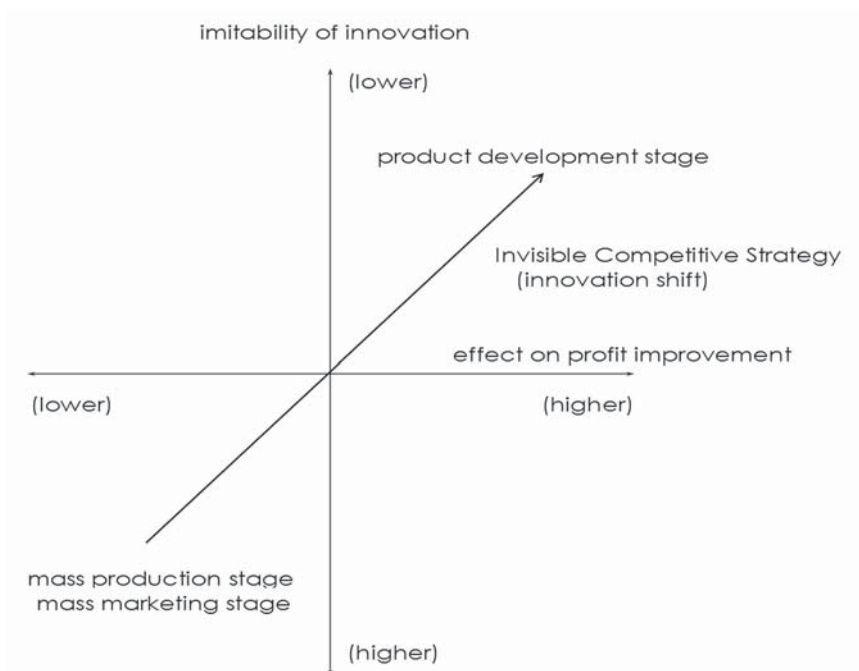 imitability of innovation
(lower)
product development stage
Invisible Competitive Strategy
(innovation shift)
effect on profit improvement
(lower)
(higher)
mass production stage
mass marketing stage
(higher)